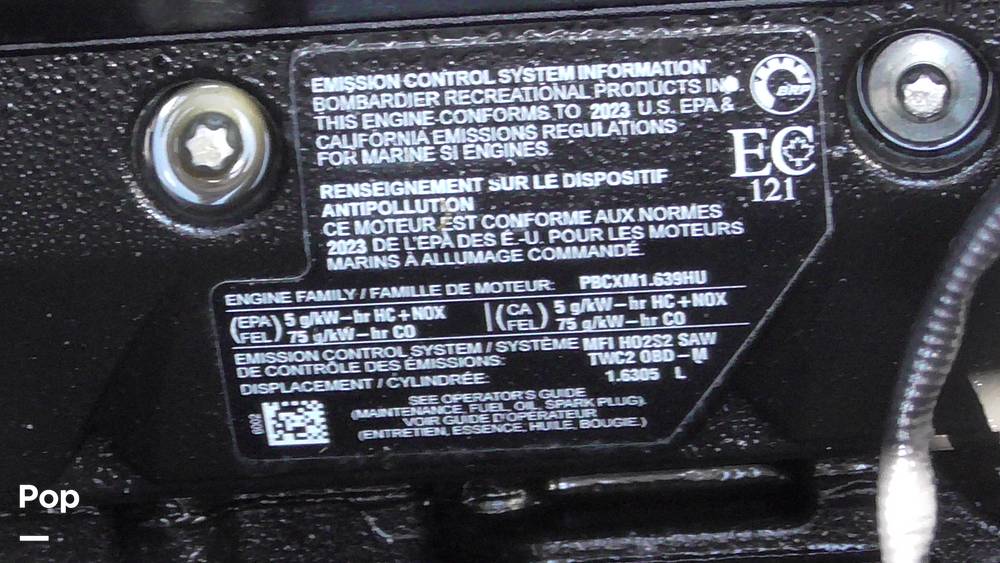 EMISSION CONTROL SYSTEM INFORMATION
BOMBARDIER RECREATIONAL PRODUCTS INC.
THIS ENGINE CONFORMS TO 2023 U.S. EPA &
CALIFORNIA EMISSIONS REGULATIONS
FOR MARINE SI ENGINES.
BRP
EC
121
RENSEIGNEMENT SUR LE DISPOSITIF
ANTIPOLLUTION
CE MOTEUR EST CONFORME AUX NORMES
2023 DE L'EPA DES É.-U. POUR LES MOTEURS
MARINS À ALLUMAGE COMMANDÉ.
ENGINE FAMILY / FAMILLE DE MOTEUR: PBCXM1.639HU
(EPA FEL) 5 g/kW-hr HC+NOX
75 g/kW-hr CO
(CA FEL) 5 g/kW-hr HC+NOX
75 g/kW-hr CO
EMISSION CONTROL SYSTEM / SYSTÈME MFI HO2S2 SAW
DE CONTRÔLE DES ÉMISSIONS: TWC2 OBD-M
DISPLACEMENT / CYLINDRÉE: 1.6305 L
SEE OPERATOR'S GUIDE
(MAINTENANCE, FUEL, OIL, SPARK PLUG).
VOIR GUIDE D'OPÉRATEUR
(ENTRETIEN, ESSENCE, HUILE, BOUGIE.)
Pop